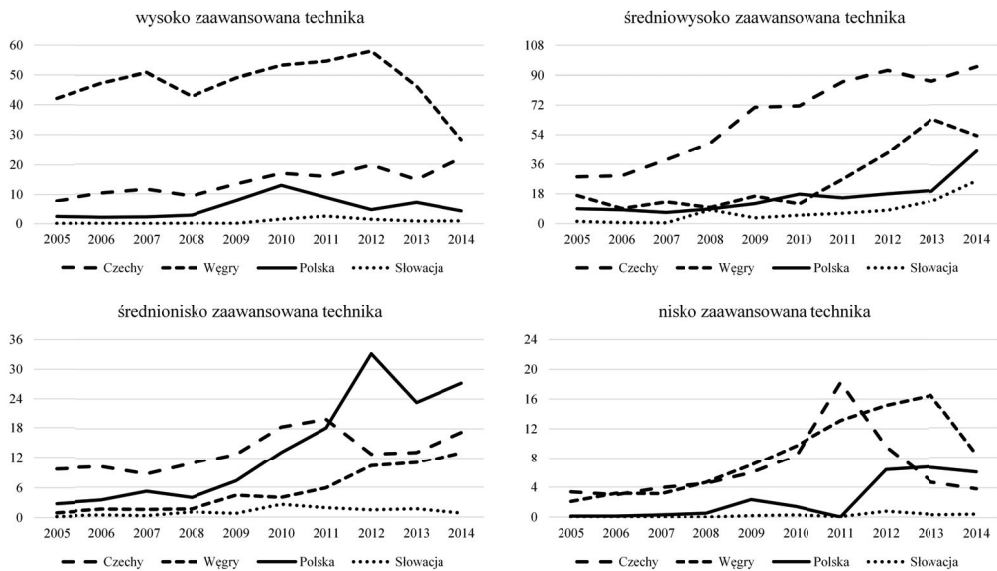 wysoko zaawansowana technika
60
50
40
30
20
10
0
2005 2006 2007 2008 2009 2010 2011 2012 2013 2014
Czechy Węgry Polska Słowacja
średniowysoko zaawansowana technika
108
90
72
54
36
18
0
2005 2006 2007 2008 2009 2010 2011 2012 2013 2014
Czechy Węgry Polska Słowacja
średnionisko zaawansowana technika
36
30
24
18
12
6
0
2005 2006 2007 2008 2009 2010 2011 2012 2013 2014
Czechy Węgry Polska Słowacja
nisko zaawansowana technika
24
20
16
12
8
4
0
2005 2006 2007 2008 2009 2010 2011 2012 2013 2014
Czechy Węgry Polska Słowacja